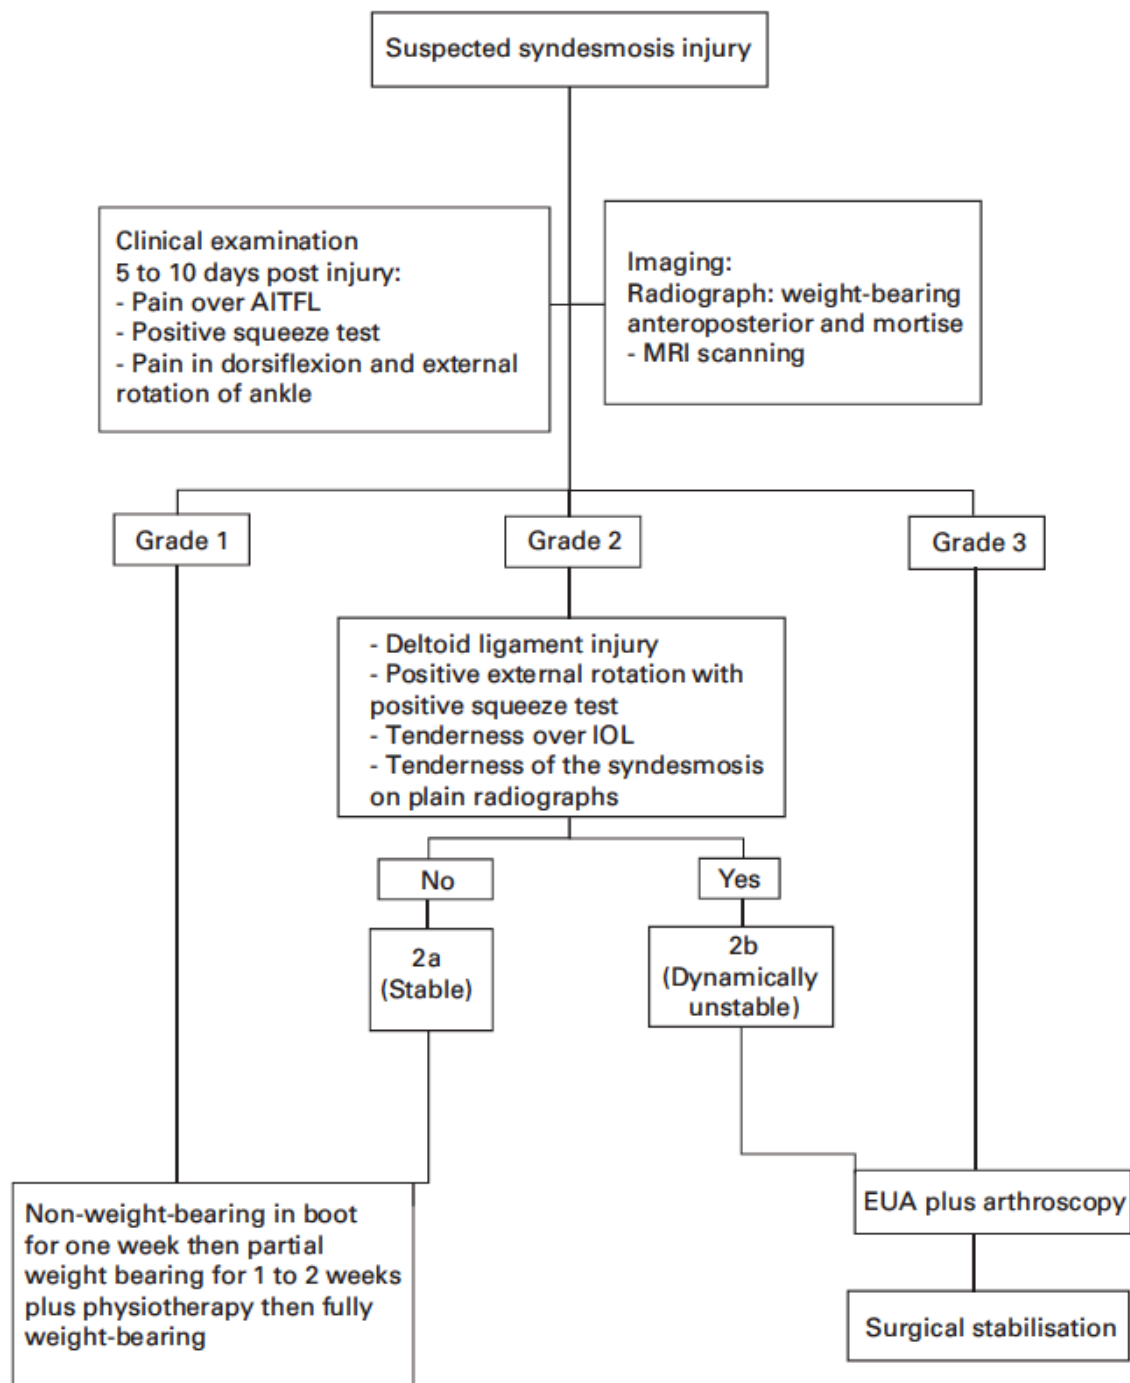 Suspected syndesmosis injury
Clinical examination
5 to 10 days post injury:
- Pain over AITFL
- Positive squeeze test
- Pain in dorsiflexion and external
rotation of ankle
Imaging:
Radiograph: weight-bearing
anteroposterior and mortise
- MRI scanning
Grade 1
Grade 2
Grade 3
- Deltoid ligament injury
- Positive external rotation with
positive squeeze test
- Tenderness over IOL
- Tenderness of the syndesmosis
on plain radiographs
No
Yes
2a
(Stable)
2b
(Dynamically
unstable)
Non-weight-bearing in boot
for one week then partial
weight bearing for 1 to 2 weeks
plus physiotherapy then fully
weight-bearing
EUA plus arthroscopy
Surgical stabilisation